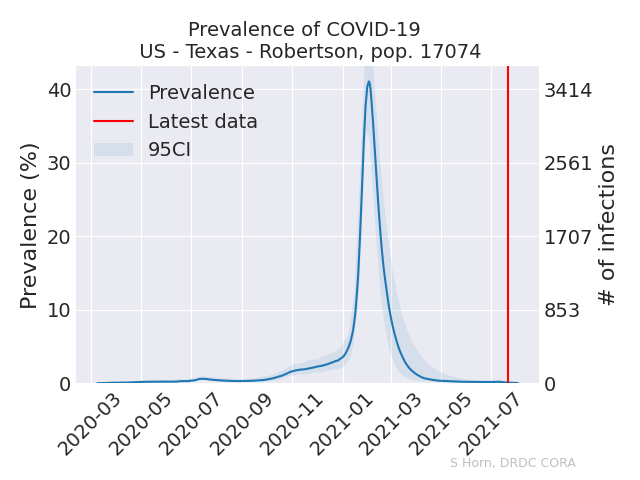 Prevalence of COVID-19
US - Texas - Robertson, pop. 17074
Prevalence
Latest data
95CI
Prevalence (%)
40
30
20
10
0
# of infections
3414
2561
1707
853
0
2020-03
2020-05
2020-07
2020-09
2020-11
2021-01
2021-03
2021-05
2021-07
S Horn, DRDC CORA